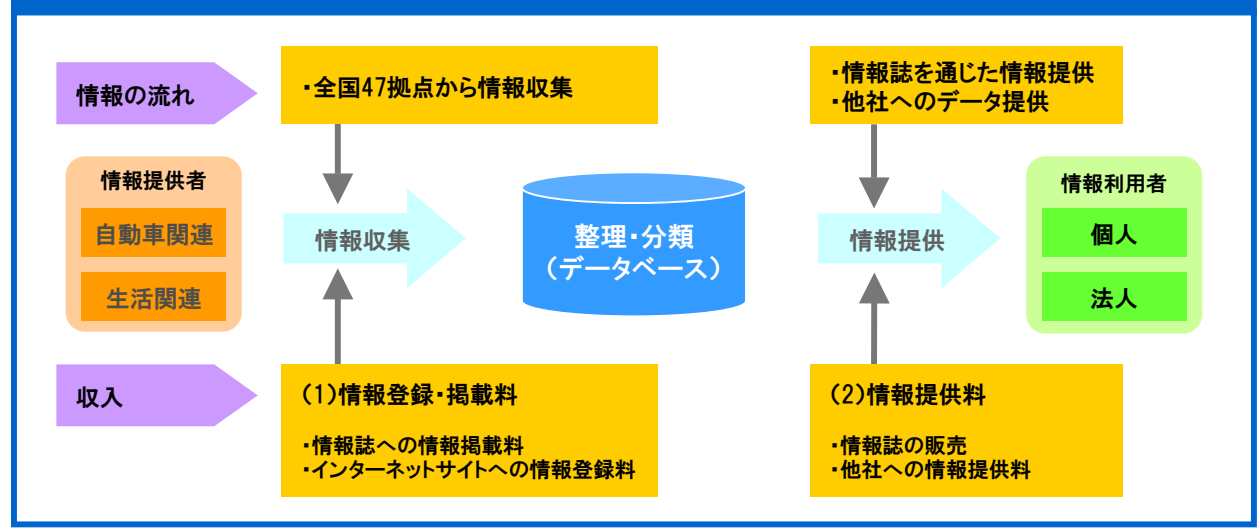 情報の流れ
・全国47拠点から情報収集
・情報誌を通じた情報提供
・他社へのデータ提供
情報提供者
自動車関連
生活関連
情報収集
整理・分類
（データベース）
情報提供
情報利用者
個人
法人
収入
（1）情報登録・掲載料
・情報誌への情報掲載料
・インターネットサイトへの情報登録料
（2）情報提供料
・情報誌の販売
・他社への情報提供料